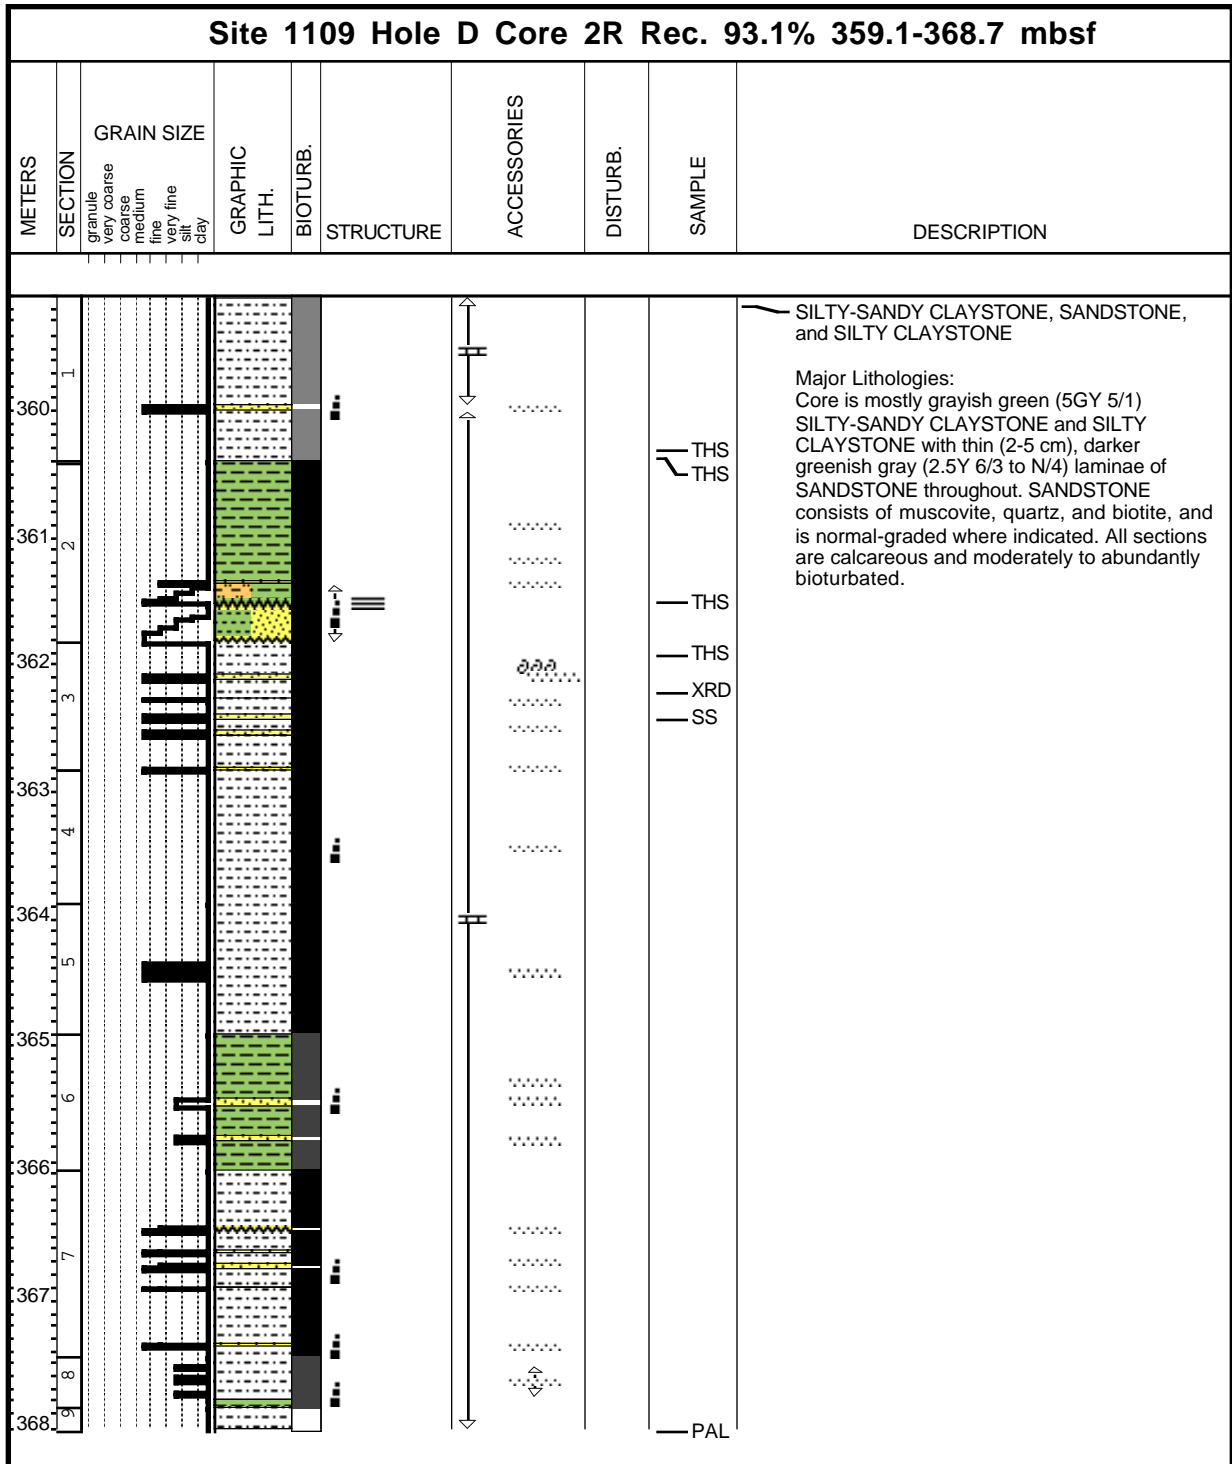 Site 1109 Hole D Core 2R Rec. 93.1% 359.1-368.7 mbsf
METERS
SECTION
GRAIN SIZE
granule
very coarse
coarse
medium
fine
very fine
silt
clay
GRAPHIC
LITH.
BIOTURB.
STRUCTURE
ACCESSORIES
DISTURB.
SAMPLE
DESCRIPTION
SILTY-SANDY CLAYSTONE, SANDSTONE,
and SILTY CLAYSTONE
Major Lithologies:
Core is mostly grayish green (5GY 5/1)
SILTY-SANDY CLAYSTONE and SILTY
CLAYSTONE with thin (2-5 cm), darker
greenish gray (2.5Y 6/3 to N/4) laminae of
SANDSTONE throughout. SANDSTONE
consists of muscovite, quartz, and biotite, and
is normal-graded where indicated. All sections
are calcareous and moderately to abundantly
bioturbated.
1
360
THS
THS
361
2
THS
362
THS
3
XRD
SS
363
4
364
5
365
6
366
7
367
8
9
368
PAL